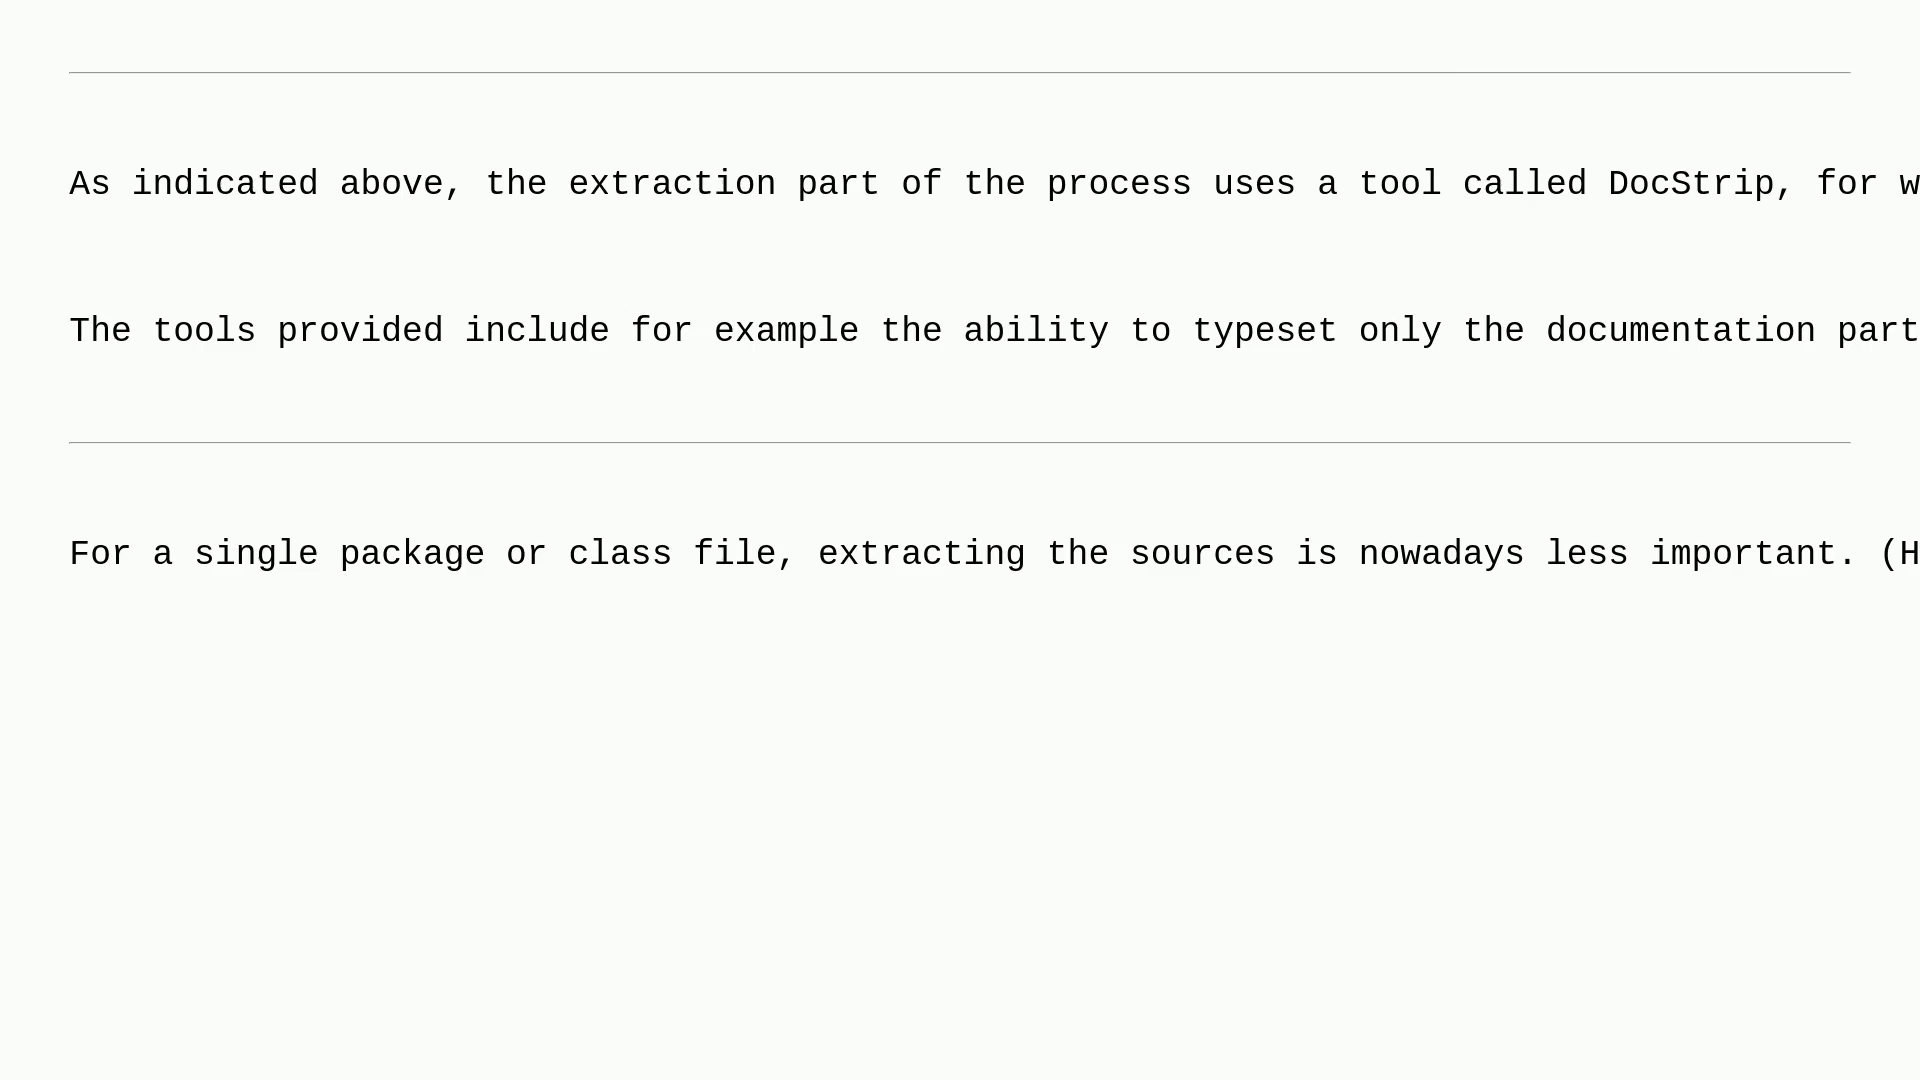 As indicated above, the extraction part of the process uses a tool called DocStrip, for
The tools provided include for example the ability to typeset only the documentation part
For a single package or class file, extracting the sources is nowadays less important. (H